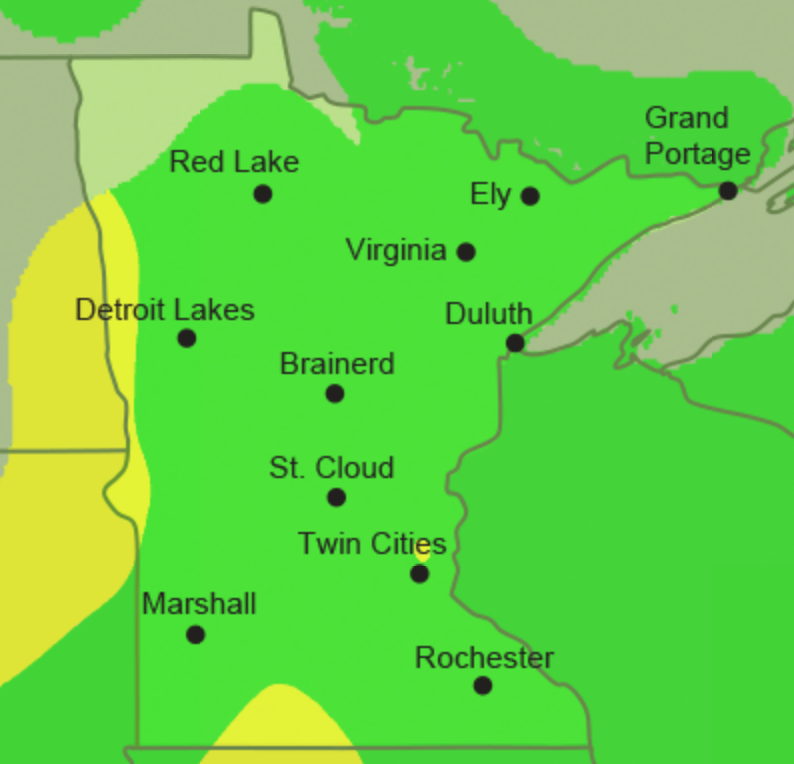 Grand
Portage
Red Lake
Ely
Virginia
Detroit Lakes
Duluth
Brainerd
St. Cloud
Twin Cities
Marshall
Rochester